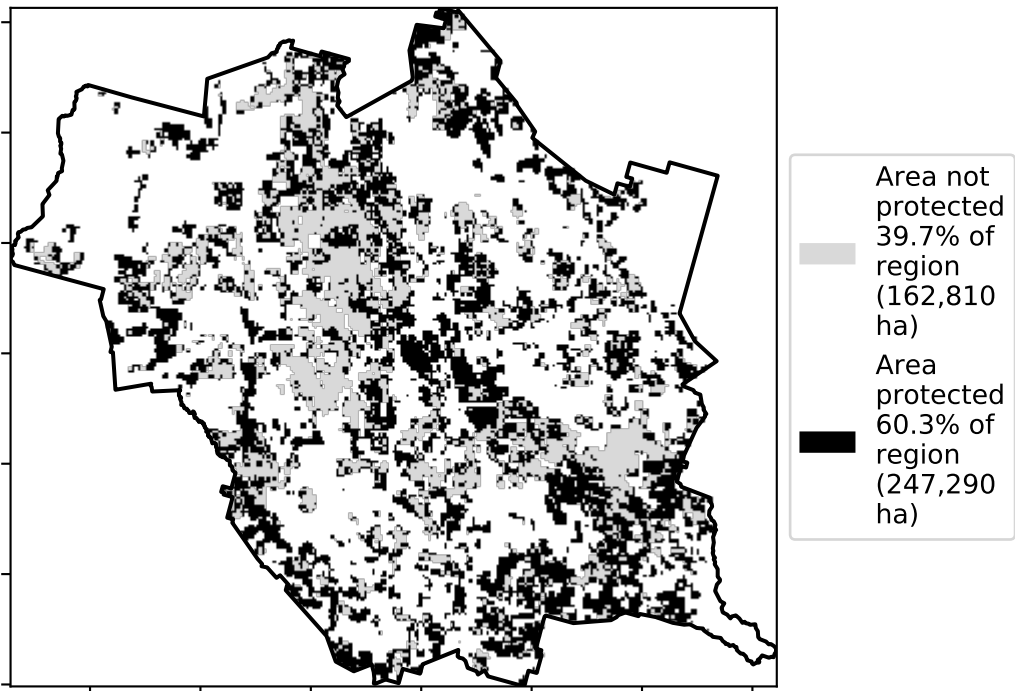 Area not
protected
39.7% of
region
(162,810
ha)
Area
protected
60.3% of
region
(247,290
ha)